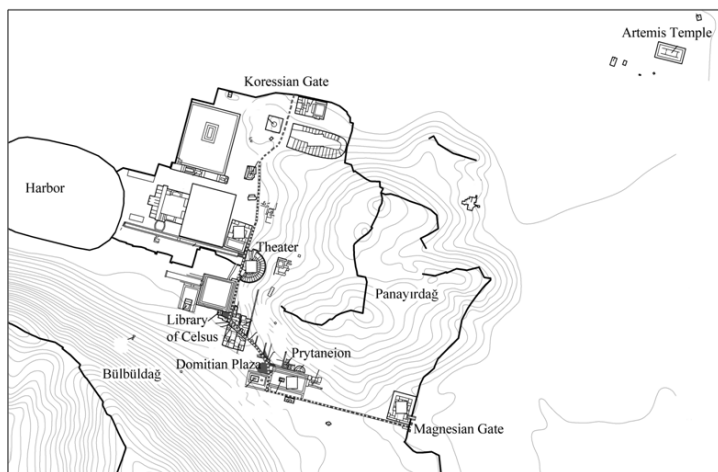 Artemis Temple
Koressian Gate
Harbor
Theater
Panayırdağ
Library
of Celsus
Prytaneion
Domitian Plaza
Bülbüldağ
Magnesian Gate